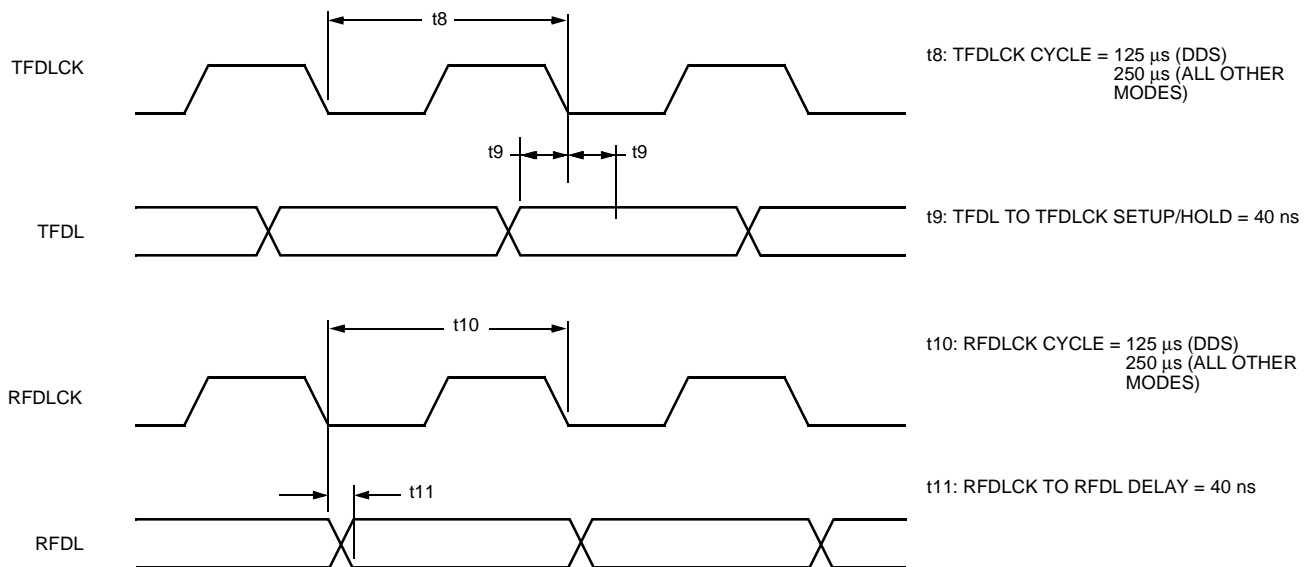 t8
TFDLCK
t8: TFDLCK CYCLE = 125 µs (DDS)
250 µs (ALL OTHER
MODES)
t9
t9
TFDL
t9: TFDL TO TFDLCK SETUP/HOLD = 40 ns
t10
RFDLCK
t10: RFDLCK CYCLE = 125 µs (DDS)
250 µs (ALL OTHER
MODES)
t11
t11: RFDLCK TO RFDL DELAY = 40 ns
RFDL